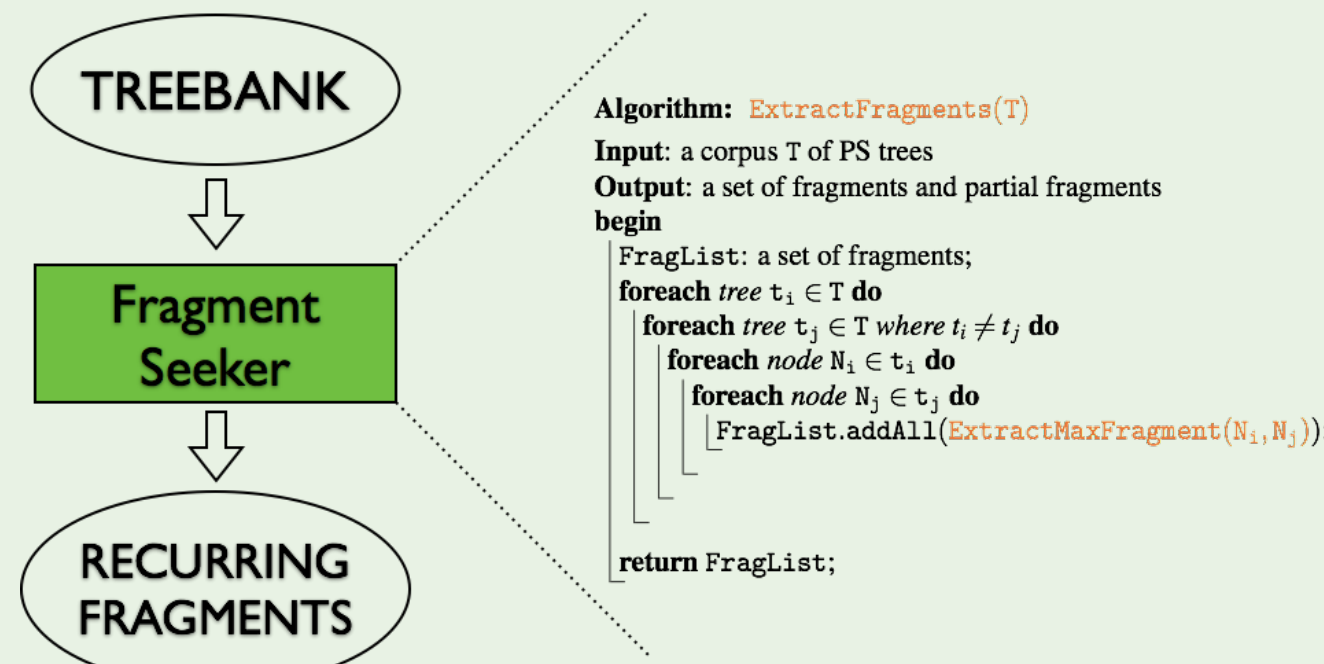 TREEBANK
Fragment
Seeker
RECURRING
FRAGMENTS
Algorithm: ExtractFragments(T)
Input: a corpus T of PS trees
Output: a set of fragments and partial fragments
begin
FragList: a set of fragments;
foreach tree tᵢ ∈ T do
foreach tree tⱼ ∈ T where tᵢ ≠ tⱼ do
foreach node Nᵢ ∈ tᵢ do
foreach node Nⱼ ∈ tⱼ do
FragList.addAll(ExtractMaxFragment(Nᵢ,Nⱼ))
return FragList;